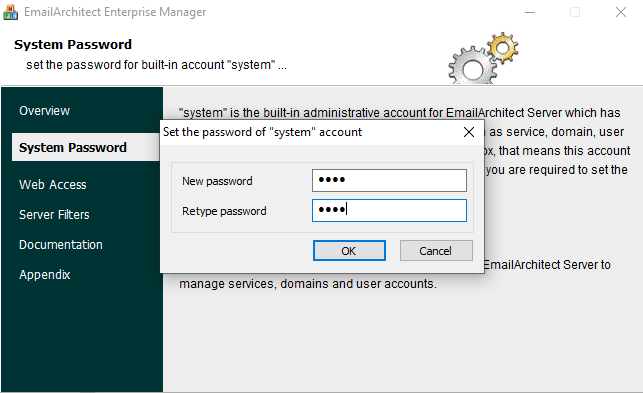 EmailArchitect Enterprise Manager
System Password
set the password for built-in account "system" ...
Overview
System Password
Web Access
Server Filters
Documentation
Appendix
"system" is the built-in administrative account for EmailArchitect Server which has
as service, domain, user
that means this account
you are required to set the
Set the password of "system" account
New password
••••
Retype password
••••
OK
Cancel
EmailArchitect Server to
manage services, domains and user accounts.